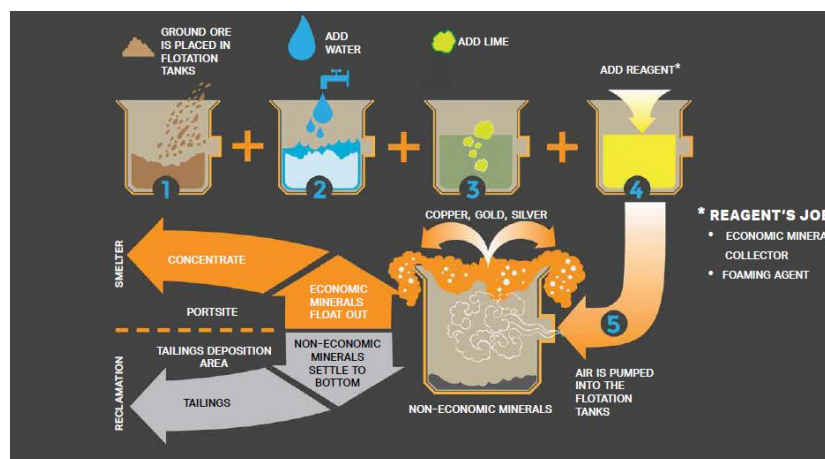 GROUND ORE
IS PLACED IN
FLOTATION
TANKS
ADD
WATER
ADD LIME
ADD REAGENT*
1
+
2
+
3
+
4
COPPER, GOLD, SILVER
* REAGENT'S JO
• ECONOMIC MINERA
COLLECTOR
• FOAMING AGENT
SMELTER
CONCENTRATE
ECONOMIC
MINERALS
FLOAT OUT
PORTSITE
5
TAILINGS DEPOSITION
AREA
NON-ECONOMIC
MINERALS
SETTLE TO
BOTTOM
RECLAMATION
TAILINGS
NON-ECONOMIC MINERALS
AIR IS PUMPED
INTO THE
FLOTATION
TANKS